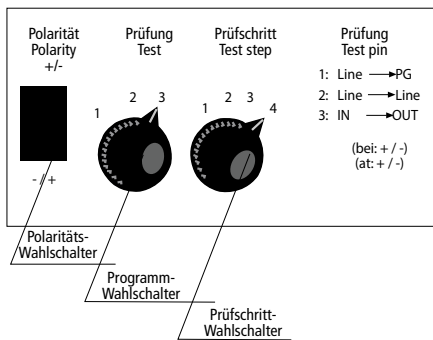 Polarität
Polarity
+/-
- / +
Prüfung
Test
1 2 3
Prüfschritt
Test step
1 2 3 4
Prüfung
Test pin
1: Line → PG
2: Line → Line
3: IN → OUT
(bei: + / -)
(at: + / -)
Polaritäts-
Wahlschalter
Programm-
Wahlschalter
Prüfschritt-
Wahlschalter